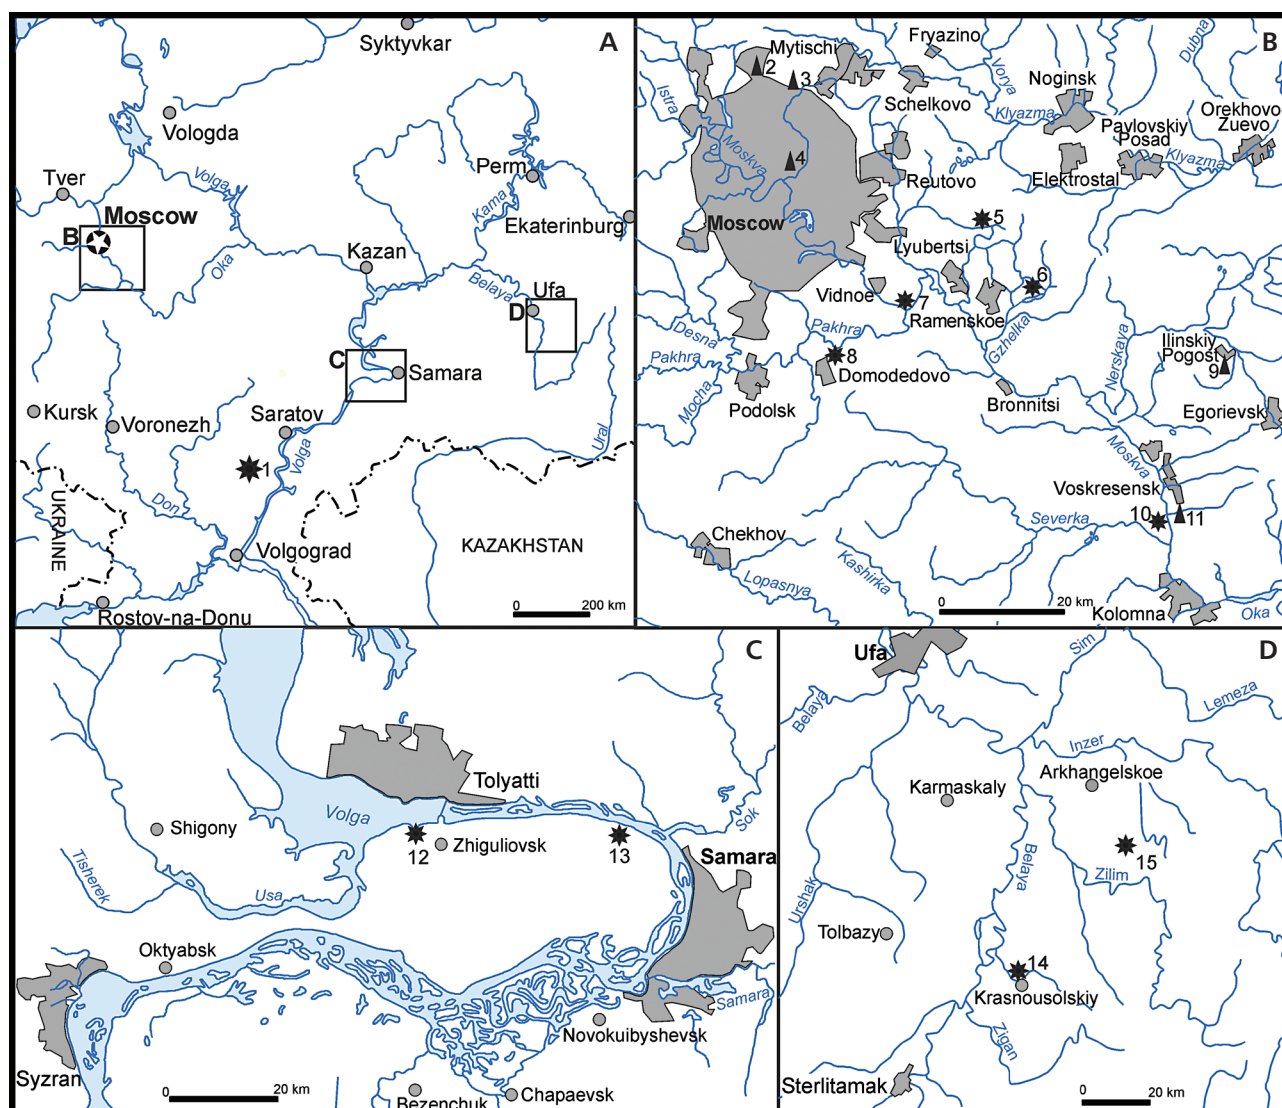 A
Syktyvkar
Vologda
Volga
Perm
Kama
Tver
Moscow
B
Ekaterinburg
Oka
Kazan
Belaya
Ufa
D
C
Samara
Kursk
Voronezh
Saratov
Volga
Ural
1
UKRAINE
Don
Volgograd
KAZAKHSTAN
Rostov-na-Donu
0 200 km
B
Mytischi
Fryazino
Dubna
2
3
Vorya
Noginsk
Istra
Schelkovo
Klyazma
Orekhovo
Zuevo
Pavlovskiy
Posad
Klyazma
Moskva
4
Reutovo
Elektrostal
Moscow
5
Lyubertsi
6
Vidnoe
7
Ramenskoe
Desna
Pakhra
Gzhelka
Nerskaya
Ilinskiy
Pogost
9
Pakhra
8
Domodedovo
Mocha
Podolsk
Bronnitsi
Egorievsk
Moskva
Voskresensk
10
11
Severka
Chekhov
Kashirka
Lopasnya
0 20 km
Kolomna
Oka
C
Tolyatti
Volga
Sok
Shigony
12
Zhiguliovsk
13
Samara
Tisherek
Usa
Oktyabsk
Samara
Novokuibyshevsk
Syzran
0 20 km
Bezenchuk
Chapaevsk
D
Ufa
Sim
Belaya
Lemeza
Inzer
Karmaskaly
Arkhangelskoe
Belaya
15
Zilim
Urshak
Tolbazy
14
Krasnousolskiy
Zigan
Sterlitamak
0 20 km